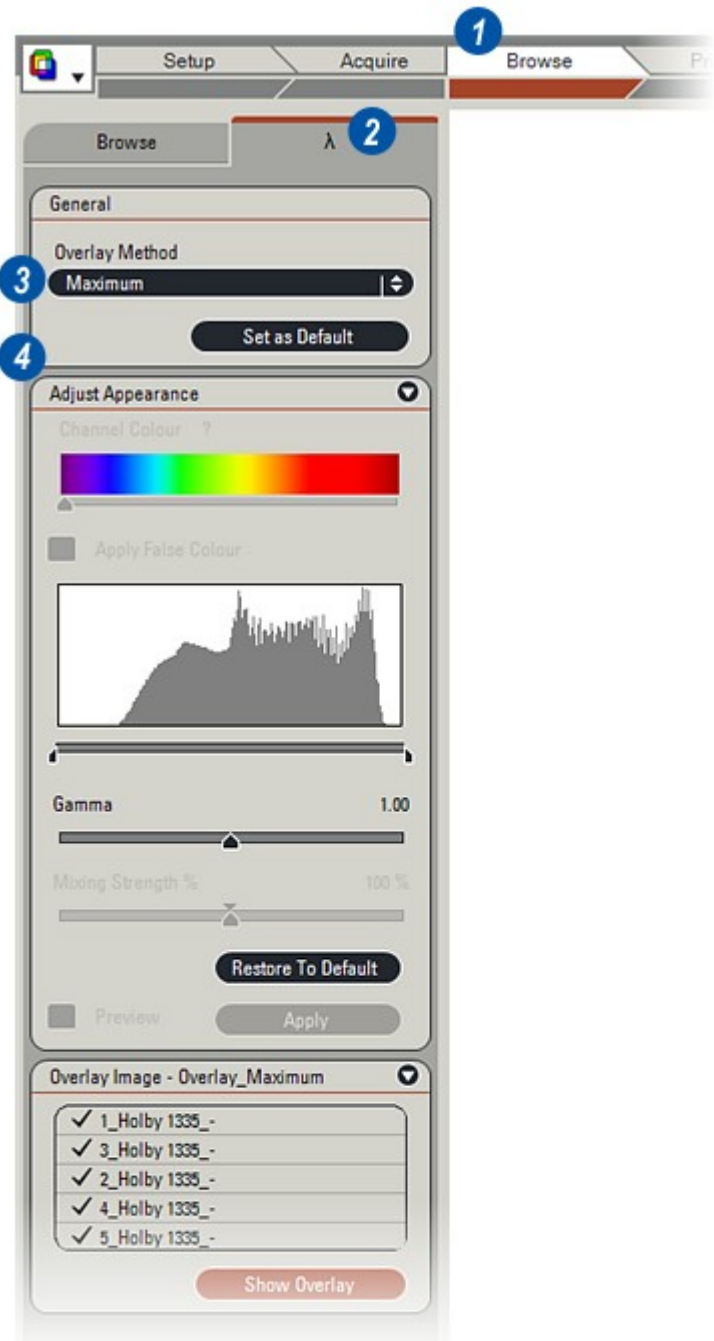 1
Setup Acquire Browse Pr
Browse λ 2
General
Overlay Method
3 Maximum
Set as Default
4
Adjust Appearance
Channel Colour ?
Apply False Colour
Gamma 1.00
Mixing Strength % 100 %
Restore To Default
Preview Apply
Overlay Image - Overlay_Maximum
1_Holby 1335_-
3_Holby 1335_-
2_Holby 1335_-
4_Holby 1335_-
5_Holby 1335_-
Show Overlay